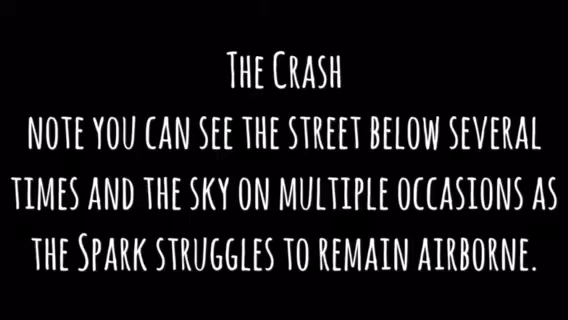 The Crash
note you can see the street below several
times and the sky on multiple occasions as
the Spark struggles to remain airborne.